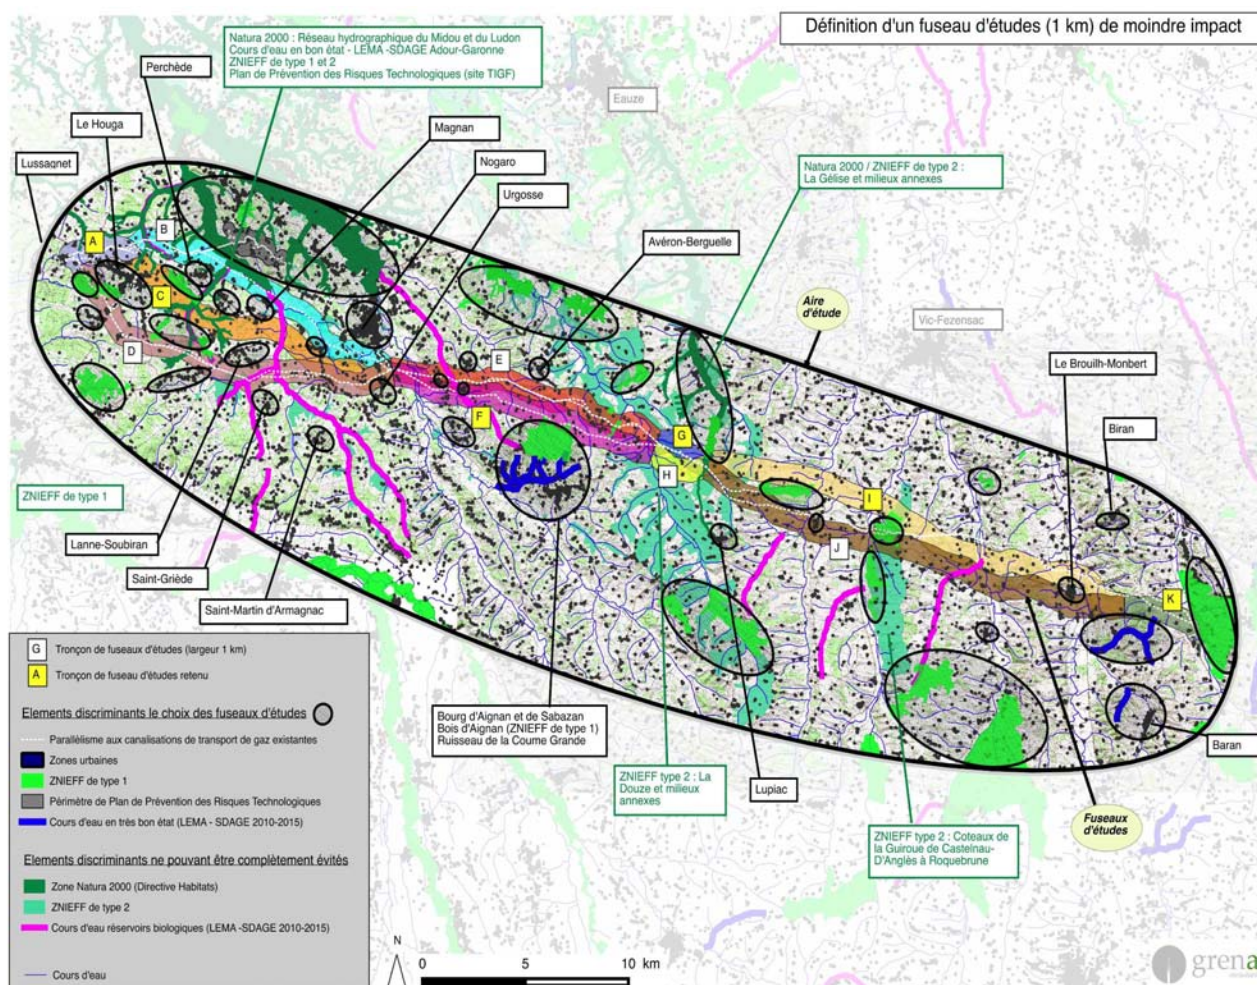 Définition d'un fuseau d'études (1 km) de moindre impact
Natura 2000 : Réseau hydrographique du Midou et du Ludon
Cours d'eau en bon état - LEMA -SDAGE Adour-Garonne
ZNIEFF de type 1 et 2
Plan de Prévention des Risques Technologiques (site TIGF)
Perchède
Le Houga
Lussagnet
Magnan
Nogaro
Urgosse
Eauze
Natura 2000 / ZNIEFF de type 2 :
La Gélise et milieux annexes
Avéron-Berguelle
Aire
d'étude
Vic-Fezensac
Le Brouilh-Monbert
Biran
A
B
C
D
E
F
G
H
I
J
K
ZNIEFF de type 1
Lanne-Soubiran
Saint-Griède
Saint-Martin d'Armagnac
Bourg d'Aignan et de Sabazan
Bois d'Aignan (ZNIEFF de type 1)
Ruisseau de la Coume Grande
ZNIEFF type 2 : La
Douze et milieux
annexes
Lupiac
ZNIEFF type 2 : Coteaux de
la Guiroue de Castelnau-
D'Anglès à Roquebrune
Fuseaux
d'études
Baran
G
Tronçon de fuseaux d'études (largeur 1 km)
A
Tronçon de fuseau d'études retenu
Elements discriminants le choix des fuseaux d'études
Parallèlisme aux canalisations de transport de gaz existantes
Zones urbaines
ZNIEFF de type 1
Périmètre de Plan de Prévention des Risques Technologiques
Cours d'eau en très bon état (LEMA - SDAGE 2010-2015)
Elements discriminants ne pouvant être complètement évités
Zone Natura 2000 (Directive Habitats)
ZNIEFF de type 2
Cours d'eau réservoirs biologiques (LEMA -SDAGE 2010-2015)
Cours d'eau
N
0 5 10 km
grena